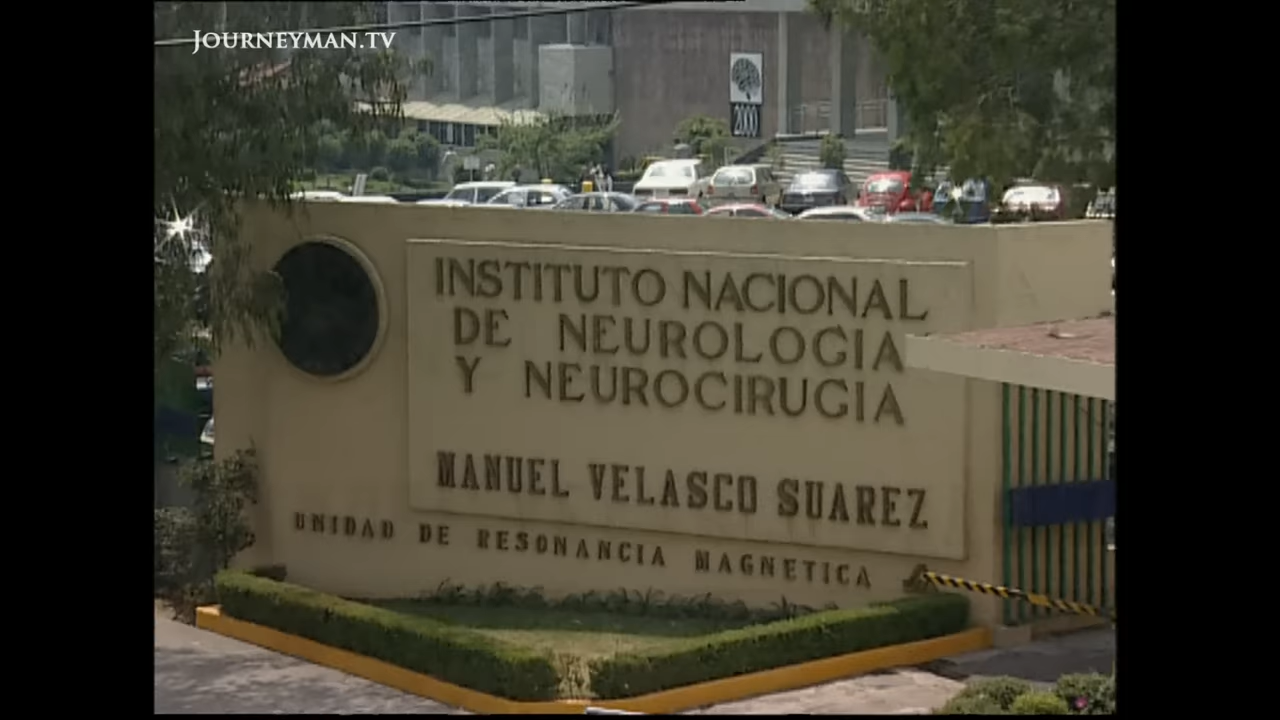 JOURNEYMAN.TV
2000
INSTITUTO NACIONAL
DE NEUROLOGIA
Y NEUROCIRUGIA
MANUEL VELASCO SUAREZ
UNIDAD DE RESONANCIA MAGNETICA